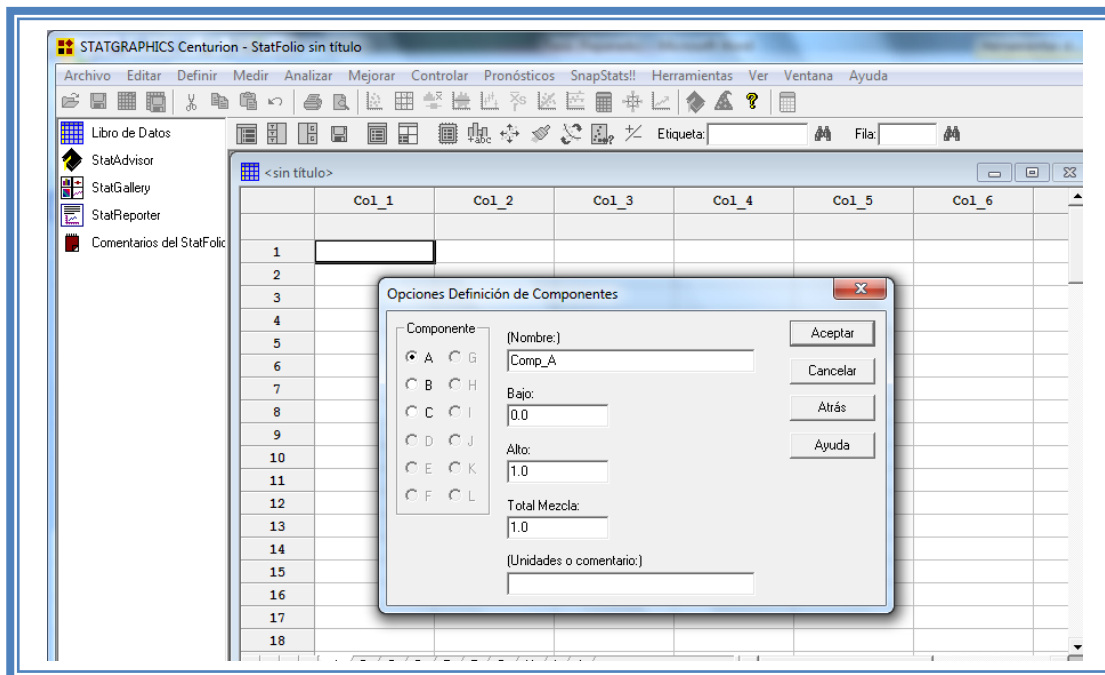 STATGRAPHICS Centurion - StatFolio sin título
Archivo Editar Definir Medir Analizar Mejorar Controlar Pronósticos SnapStats!! Herramientas Ver Ventana Ayuda
Libro de Datos
StatAdvisor
StatGallery
StatReporter
Comentarios del StatFolio
Etiqueta:
Fila:
<sin título>
Col_1 Col_2 Col_3 Col_4 Col_5 Col_6
1
2
3
4
5
6
7
8
9
10
11
12
13
14
15
16
17
18
Opciones Definición de Componentes
Componente
A G
B H
C I
D J
E K
F L
(Nombre:)
Comp_A
Bajo:
0.0
Alto:
1.0
Total Mezcla:
1.0
(Unidades o comentario:)
Aceptar
Cancelar
Atrás
Ayuda